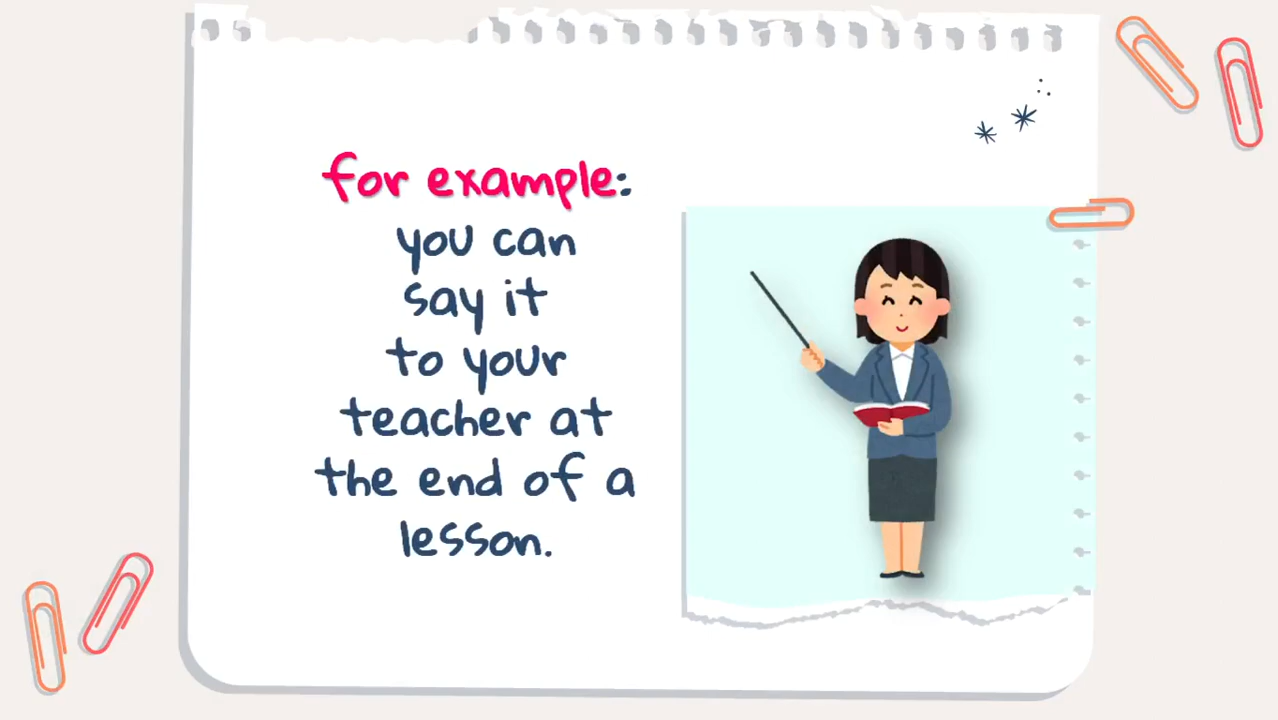 for example:
you can
say it
to your
teacher at
the end of a
lesson.